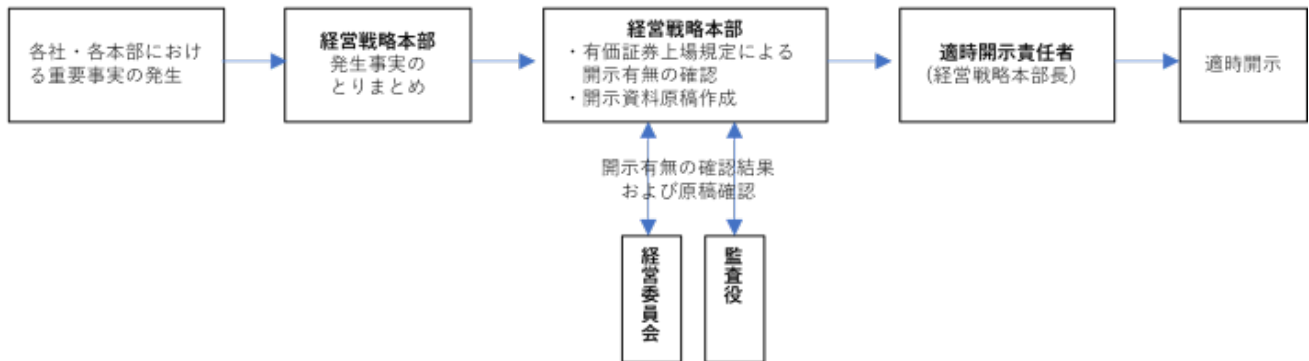 各社・各本部におけ
る重要事実の発生
経営戦略本部
発生事実の
とりまとめ
経営戦略本部
・有価証券上場規定による
開示有無の確認
・開示資料原稿作成
適時開示責任者
(経営戦略本部長)
適時開示
開示有無の確認結果
および原稿確認
経営委員会
監査役